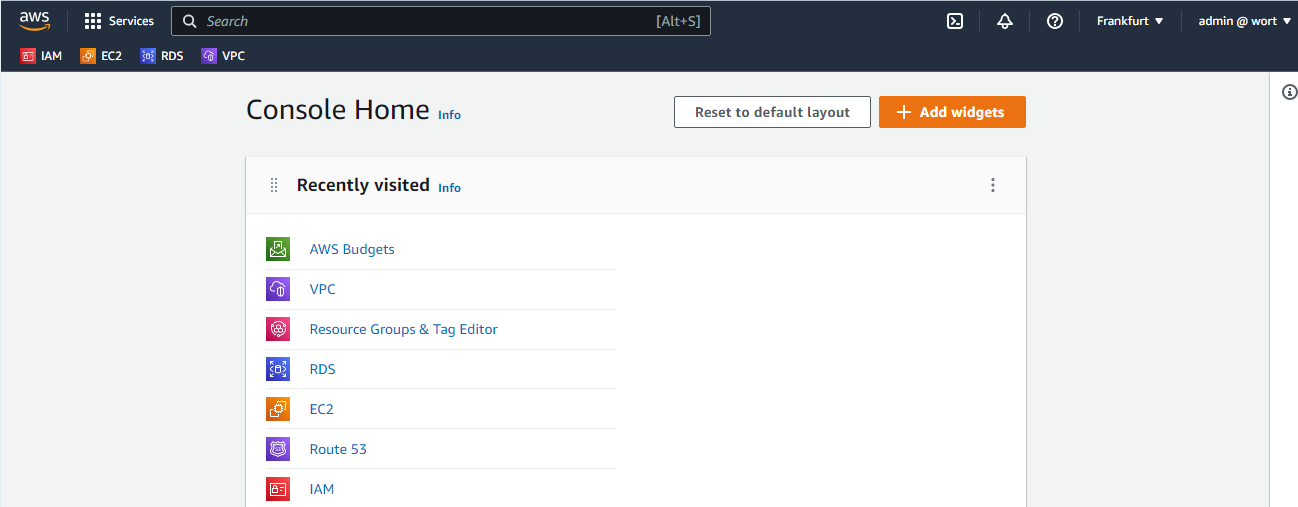 aws Services Search [Alt+S] Frankfurt admin @ wort
IAM EC2 RDS VPC
Console Home Info Reset to default layout Add widgets
Recently visited Info
AWS Budgets
VPC
Resource Groups & Tag Editor
RDS
EC2
Route 53
IAM